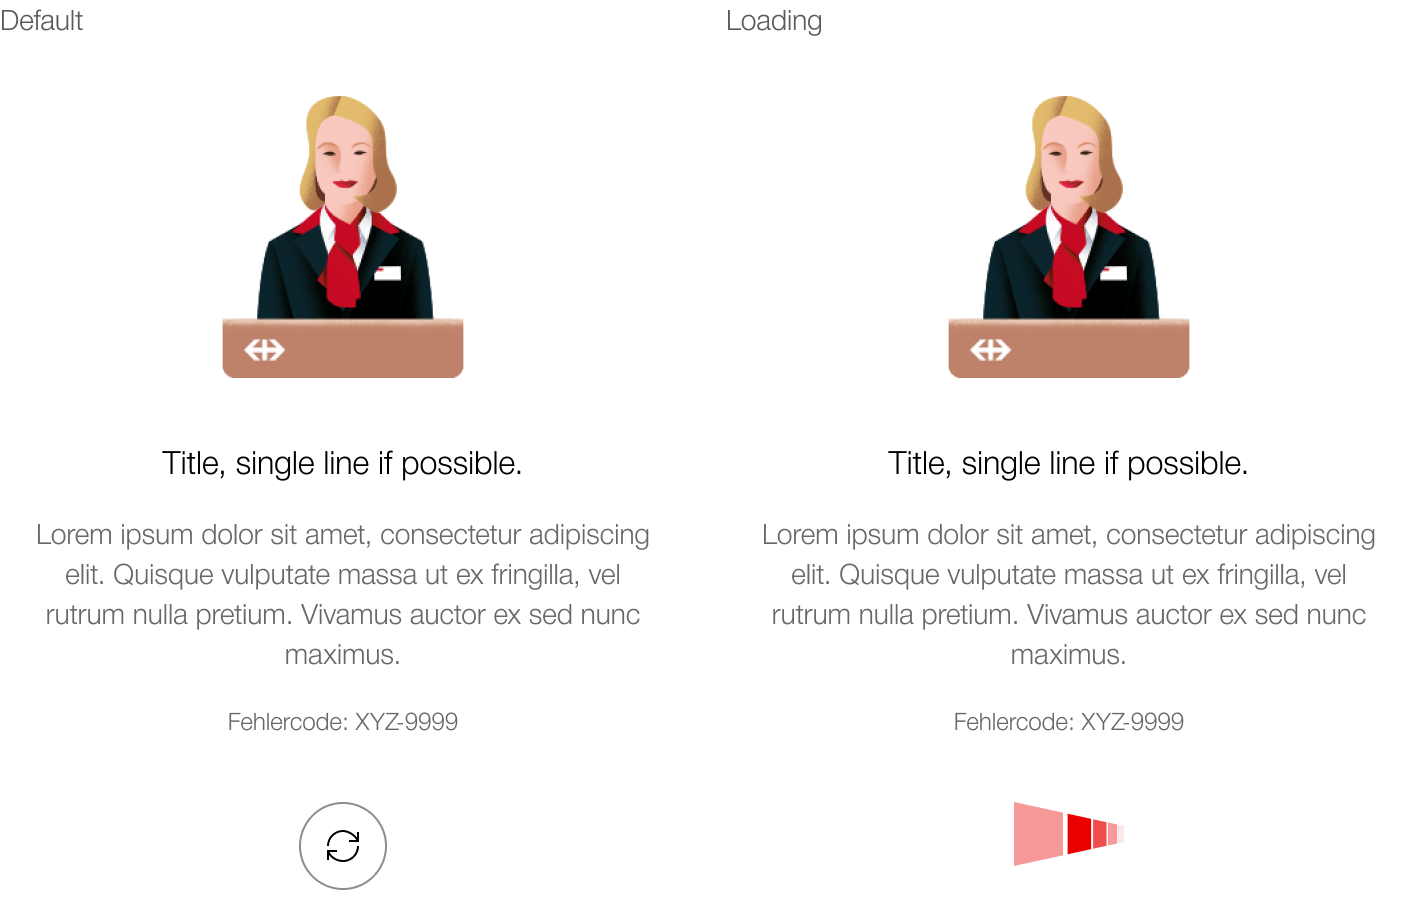 Default
Loading
Title, single line if possible.
Lorem ipsum dolor sit amet, consectetur adipiscing
elit. Quisque vulputate massa ut ex fringilla, vel
rutrum nulla pretium. Vivamus auctor ex sed nunc
maximus.
Fehlercode: XYZ-9999
Title, single line if possible.
Lorem ipsum dolor sit amet, consectetur adipiscing
elit. Quisque vulputate massa ut ex fringilla, vel
rutrum nulla pretium. Vivamus auctor ex sed nunc
maximus.
Fehlercode: XYZ-9999